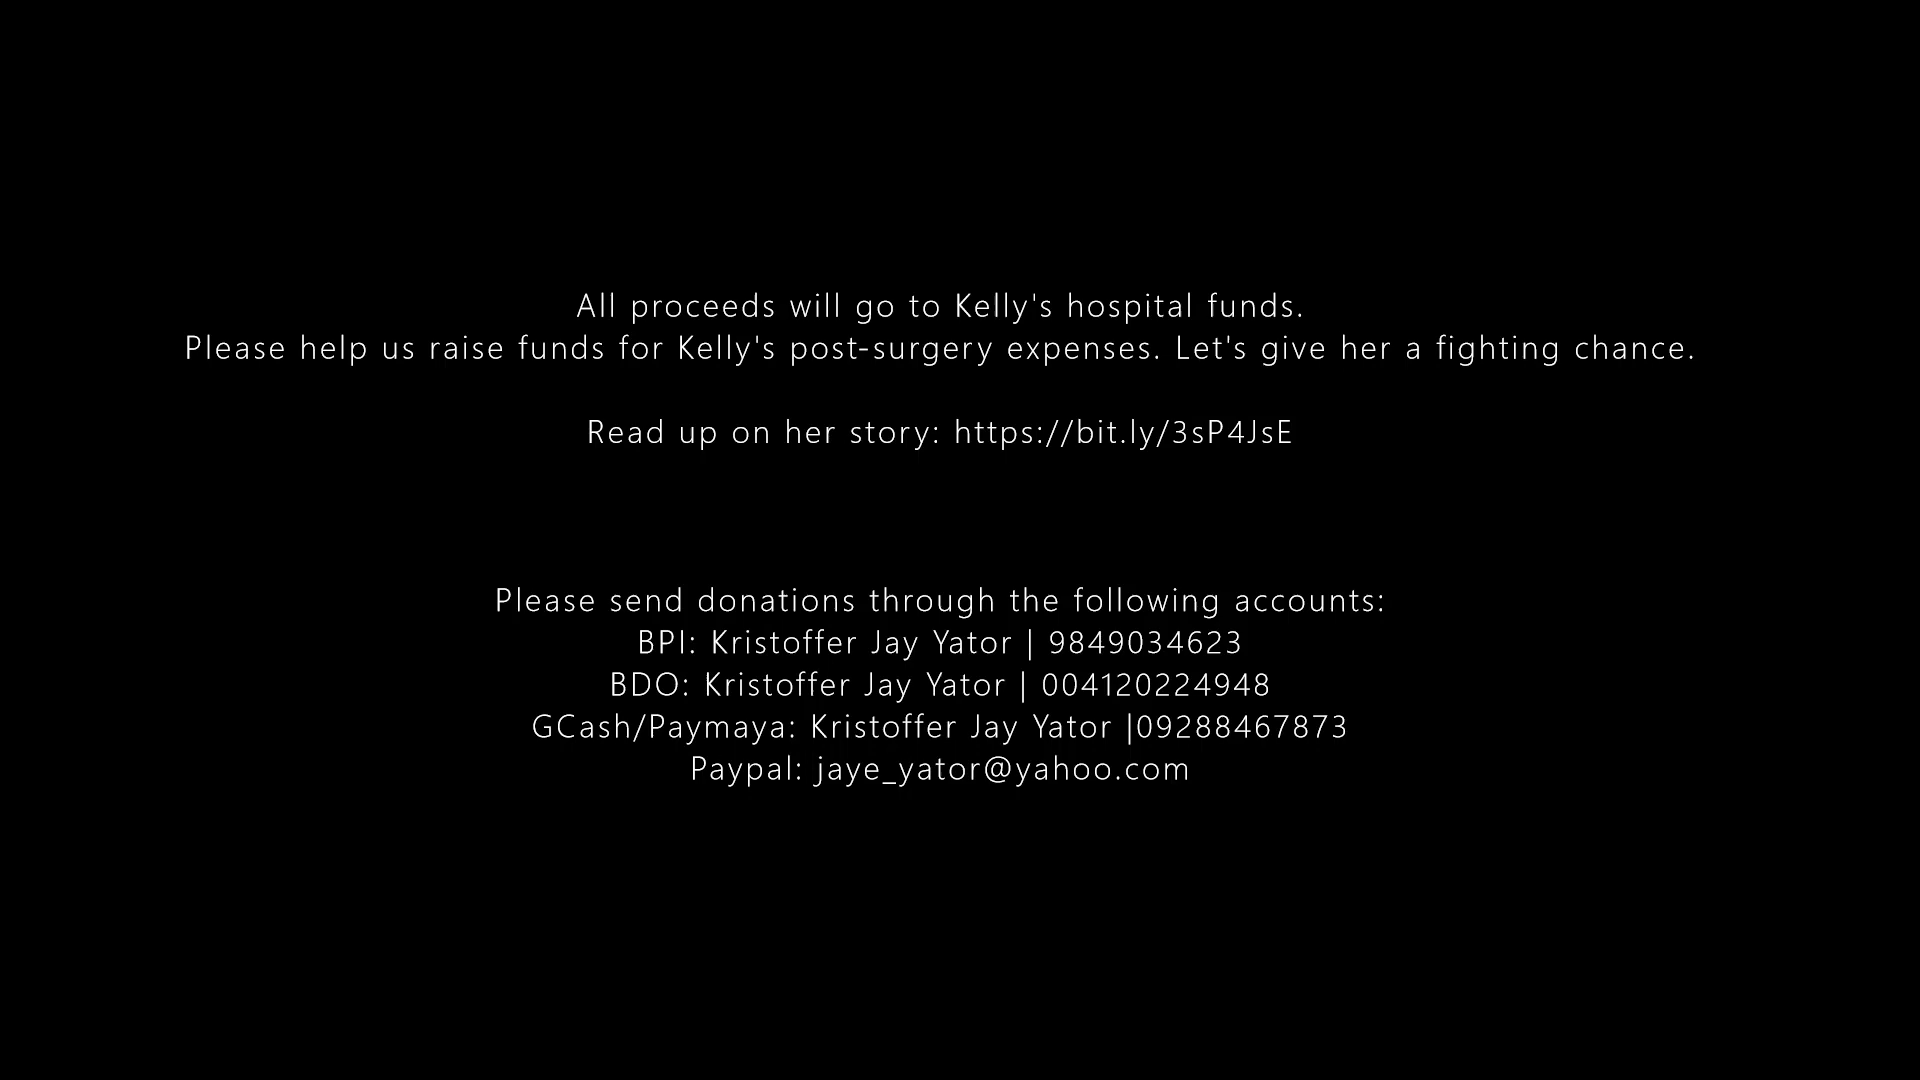 All proceeds will go to Kelly's hospital funds.
Please help us raise funds for Kelly's post-surgery expenses. Let's give her a fighting chance.
Read up on her story: https://bit.ly/3sP4JsE
Please send donations through the following accounts:
BPI: Kristoffer Jay Yator | 9849034623
BDO: Kristoffer Jay Yator | 004120224948
GCash/Paymaya: Kristoffer Jay Yator |09288467873
Paypal: jaye_yator@yahoo.com